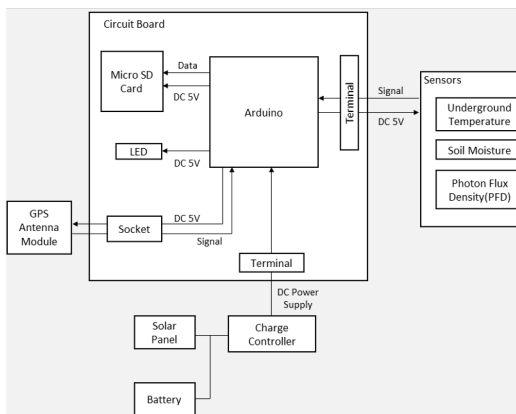 Circuit Board
Micro SD
Card
Data
DC 5V
Arduino
Terminal
Signal
DC 5V
Sensors
Underground
Temperature
Soil Moisture
Photon Flux
Density(PFD)
LED
DC 5V
GPS
Antenna
Module
Socket
DC 5V
Signal
Terminal
DC Power
Supply
Solar
Panel
Charge
Controller
Battery